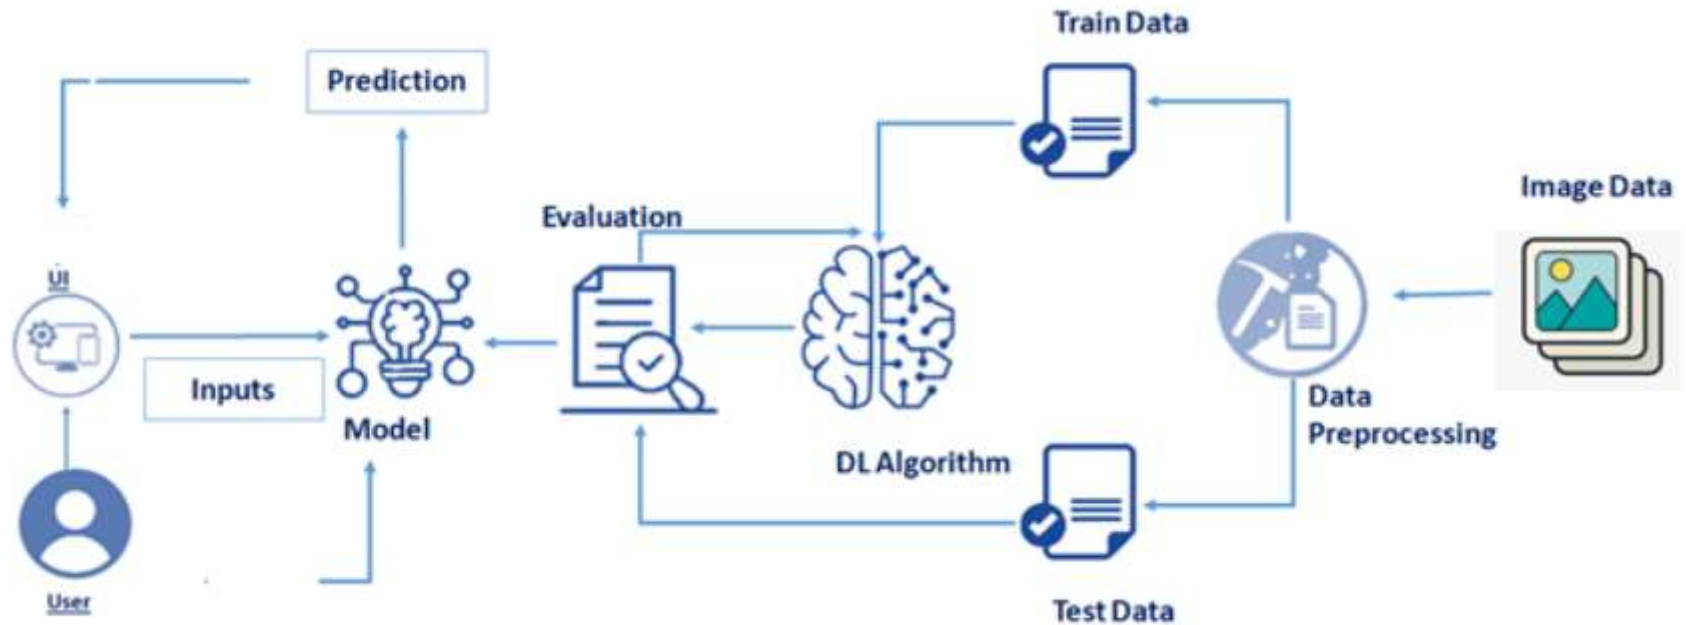 Train Data
Prediction
Image Data
Evaluation
UI
Inputs
Model
Data
Preprocessing
DL Algorithm
User
Test Data